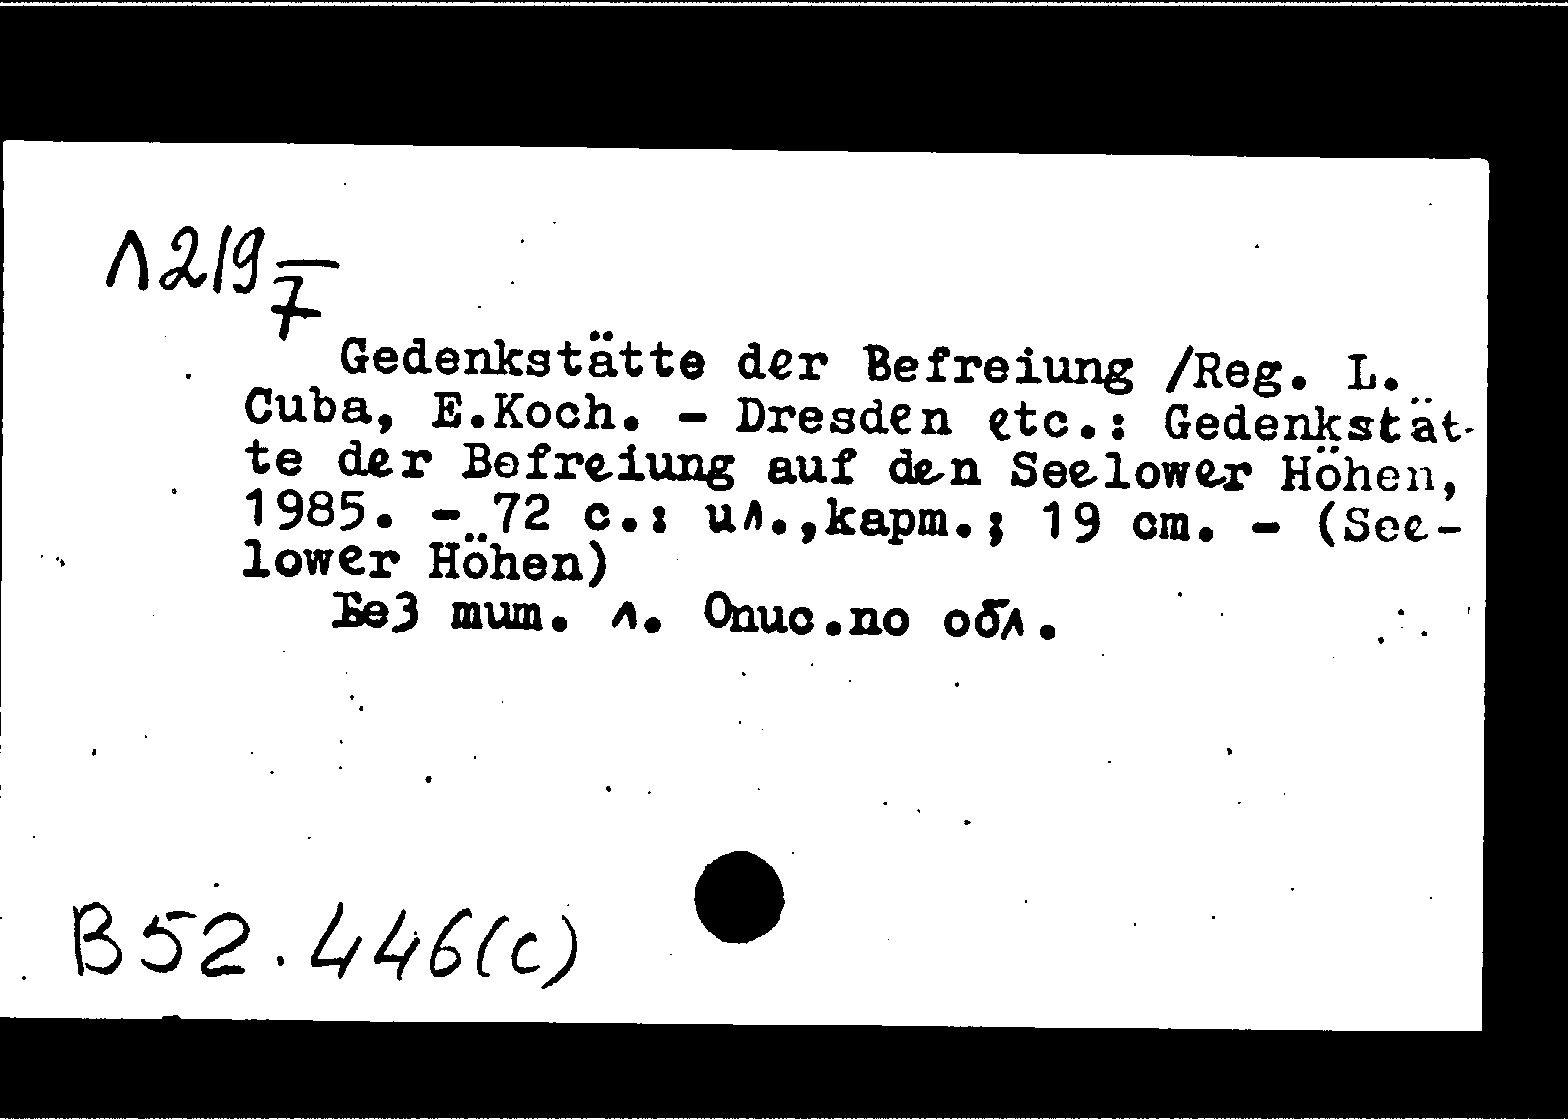 Л219
7
Gedenkstätte der Befreiung /Reg. L.
Cuba, E.Koch. – Dresden etc.: Gedenkstät-
te der Befreiung auf den Seelower Höhen,
1985. – 72 с.: ил.,карт.; 19 cm. – (See-
lower Höhen)
Без тит. л. Опис.по обл.
В52.446(с)